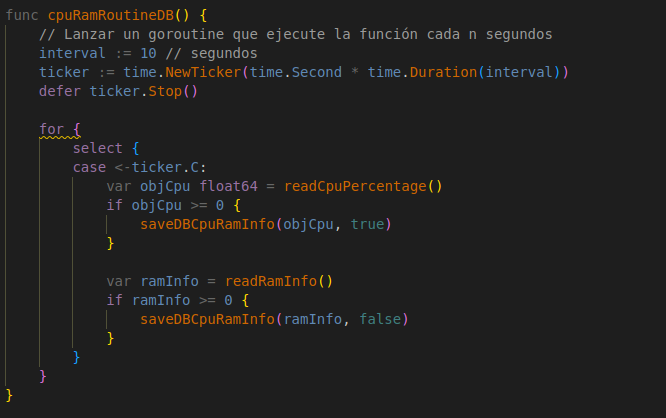 func cpuRamRoutineDB() {
    // Lanzar un goroutine que ejecute la función cada n segundos
    interval := 10 // segundos
    ticker := time.NewTicker(time.Second * time.Duration(interval))
    defer ticker.Stop()

    for {
        select {
        case <-ticker.C:
            var objCpu float64 = readCpuPercentage()
            if objCpu >= 0 {
                saveDBCpuRamInfo(objCpu, true)
            }

            var ramInfo = readRamInfo()
            if ramInfo >= 0 {
                saveDBCpuRamInfo(ramInfo, false)
            }
        }
    }
}